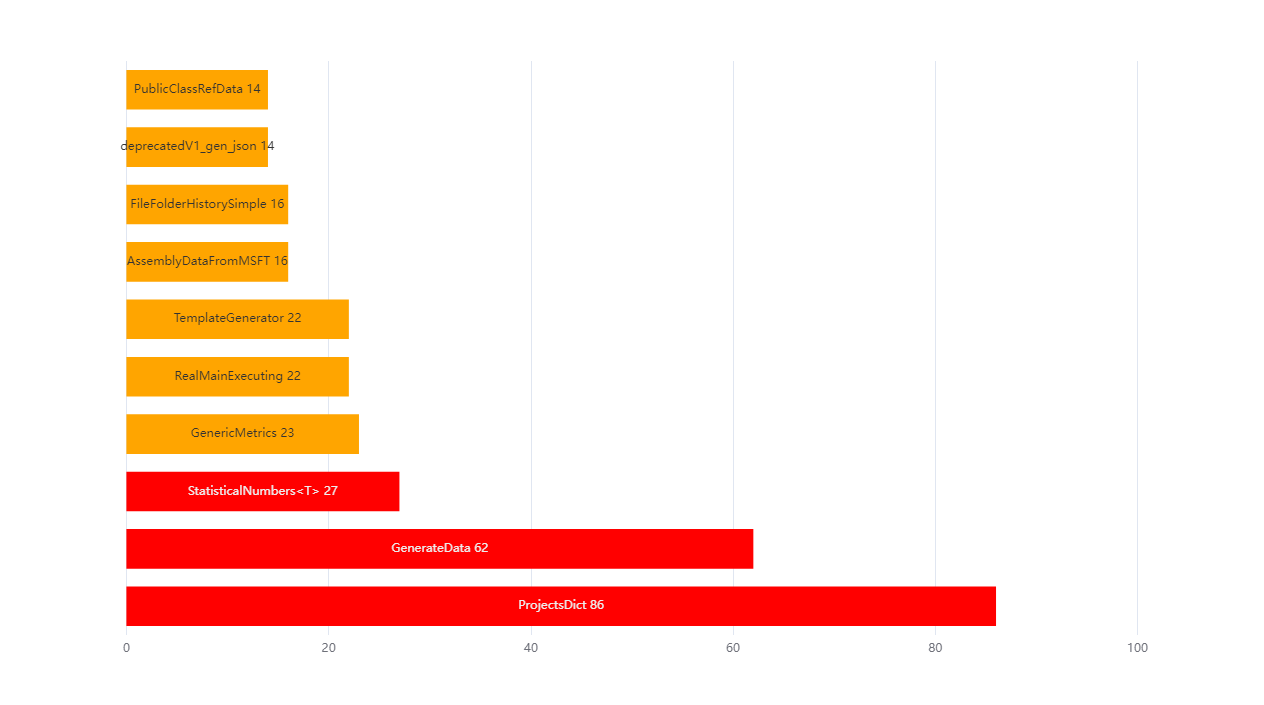 PublicClassRefData 14
deprecatedV1_gen_json 14
FileFolderHistorySimple 16
AssemblyDataFromMSFT 16
TemplateGenerator 22
RealMainExecuting 22
GenericMetrics 23
StatisticalNumbers<T> 27
GenerateData 62
ProjectsDict 86
0 20 40 60 80 100